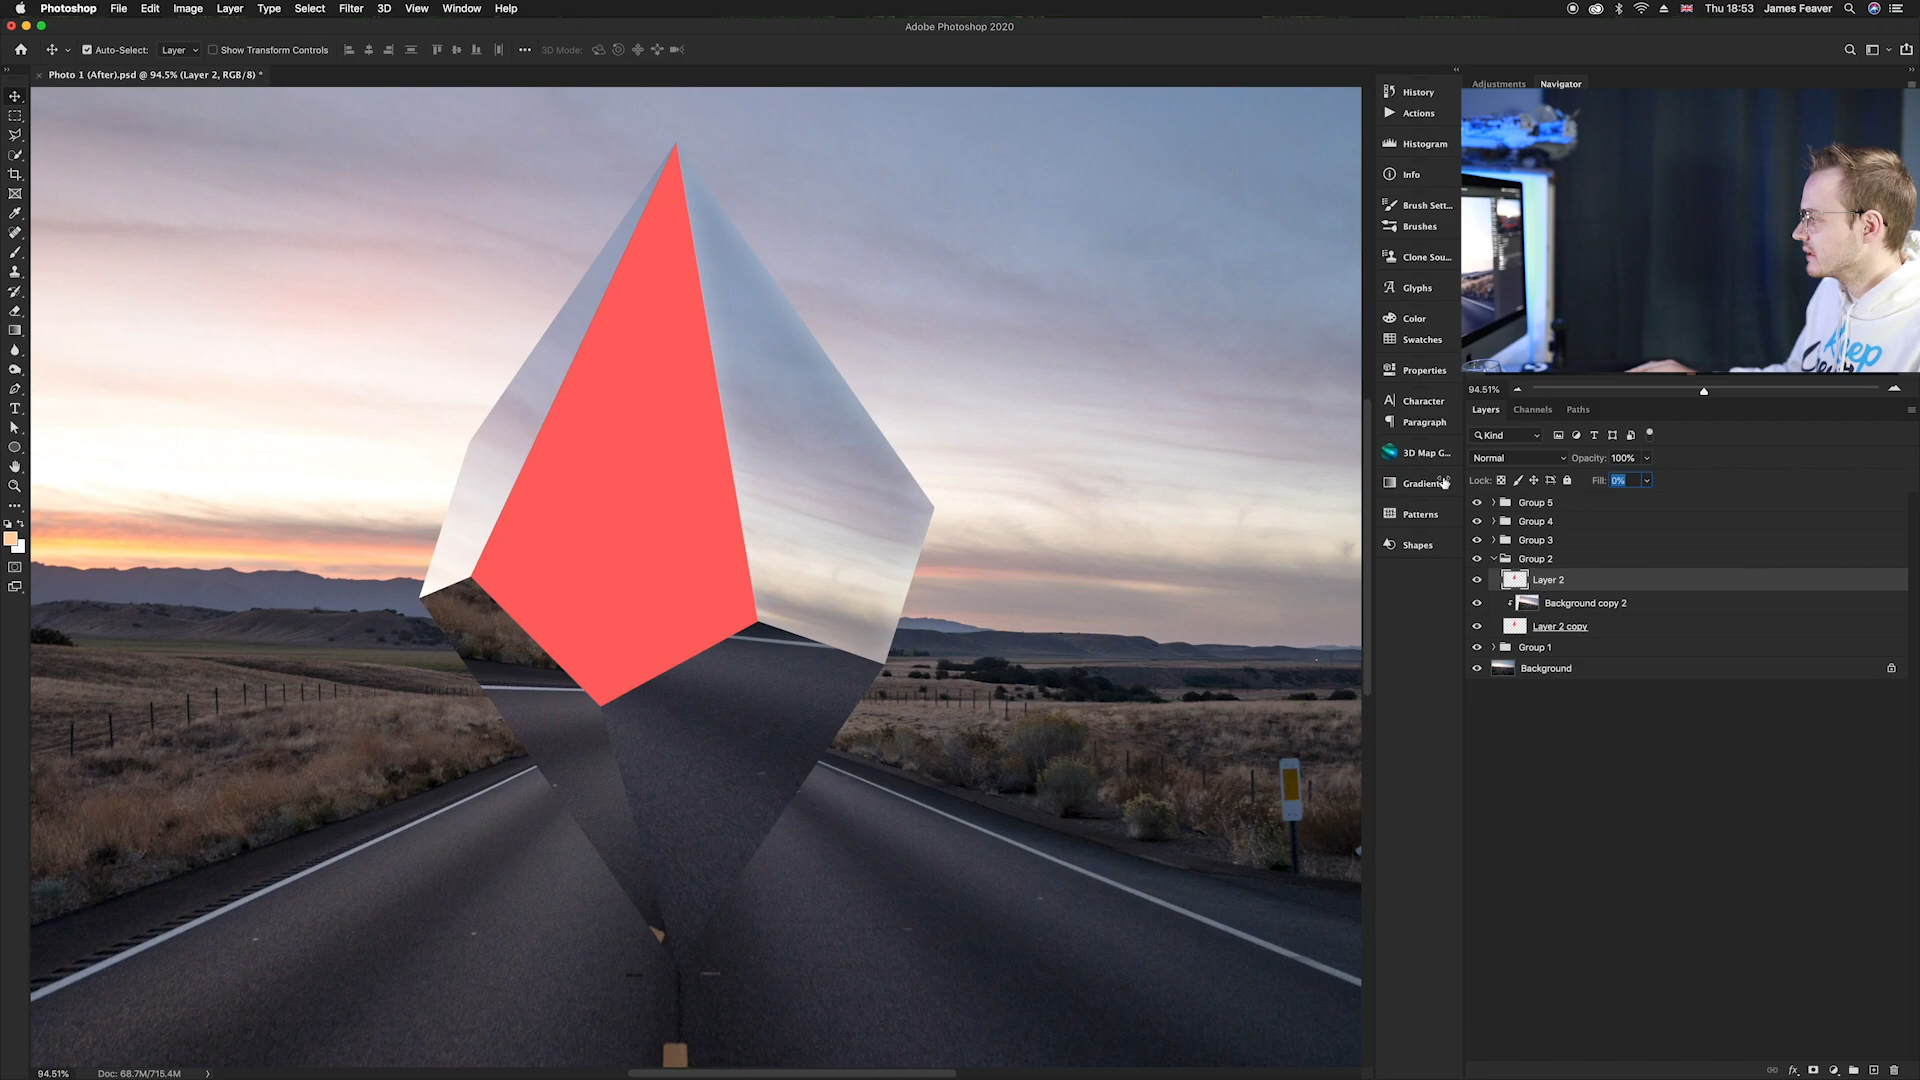 Photoshop File Edit Image Layer Type Select Filter 3D View Window Help
Thu 18:53 James Feaver
Adobe Photoshop 2020
Auto-Select: Layer Show Transform Controls 3D Mode:
Photo 1 (After).psd @ 94.5% (Layer 2, RGB/8) *
Adjustments Navigator
History
Actions
Histogram
Info
Brush Sett...
Brushes
Clone Sou...
Glyphs
Color
Swatches
Properties
Character
Paragraph
3D Map G...
Gradients
Patterns
Shapes
keep
94.51%
Layers Channels Paths
Kind
Normal Opacity: 100%
Lock: Fill: 0%
Group 5
Group 4
Group 3
Group 2
Layer 2
Background copy 2
Layer 2 copy
Group 1
Background
94.51% Doc: 68.7M/715.4M